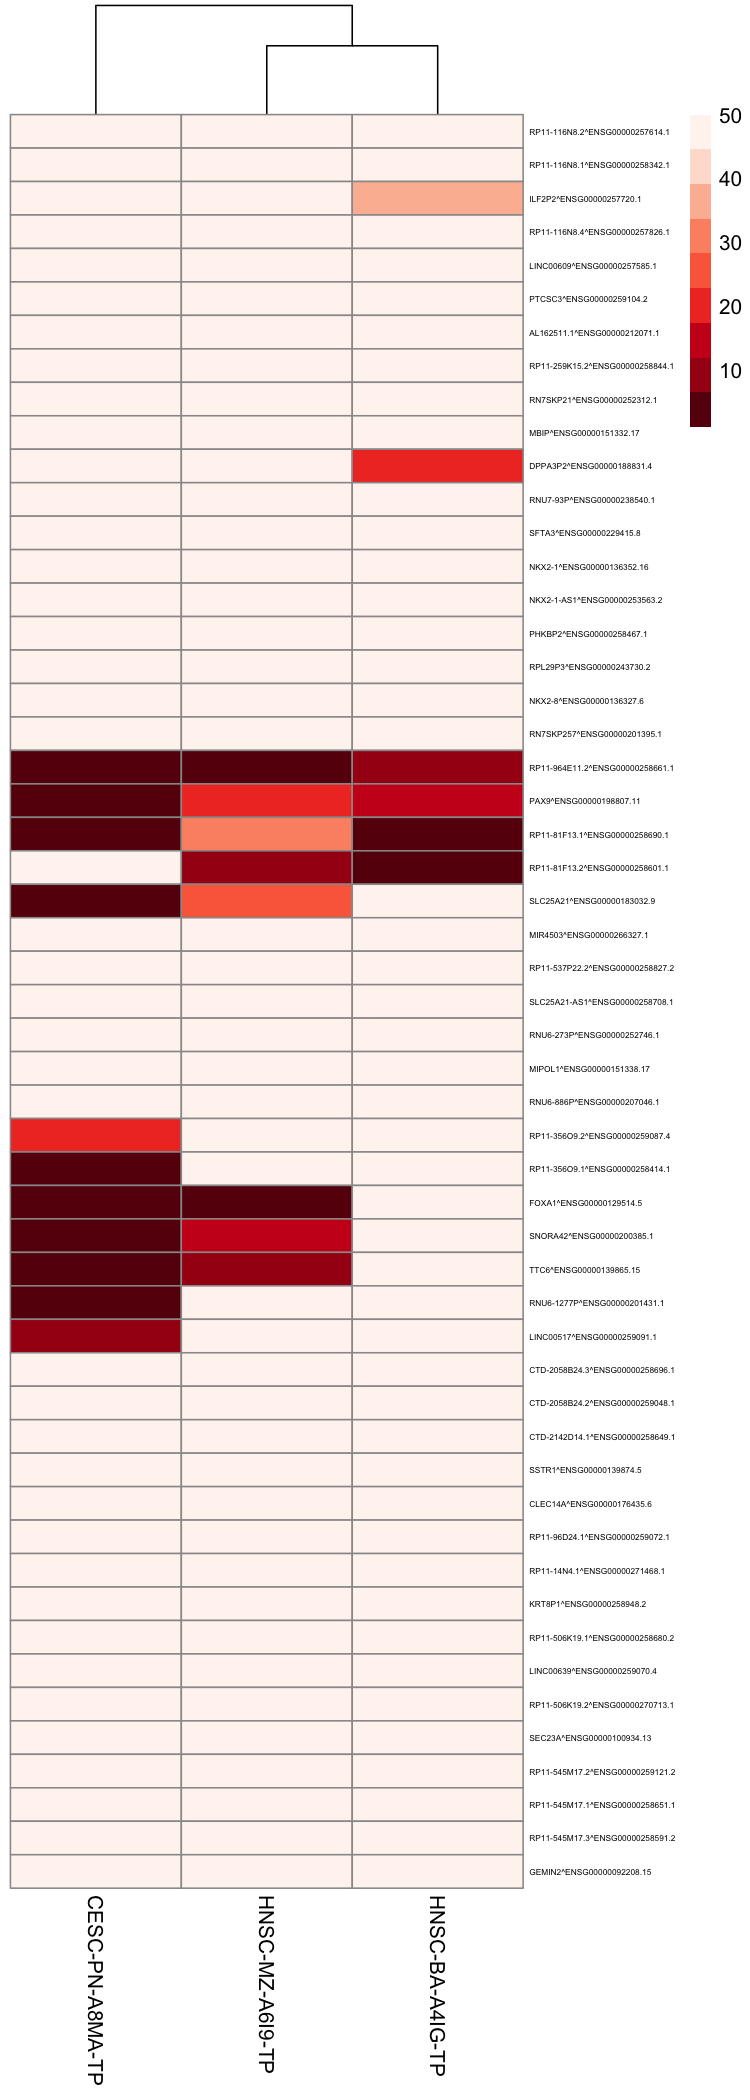 50
40
30
20
10
RP11-116N8.2^ENSG00000257614.1
RP11-116N8.1^ENSG00000258342.1
ILF2P2^ENSG00000257720.1
RP11-116N8.4^ENSG00000257826.1
LINC00609^ENSG00000257585.1
PTCSC3^ENSG00000259104.2
AL162511.1^ENSG00000212071.1
RP11-259K15.2^ENSG00000258844.1
RN7SKP21^ENSG00000252312.1
MBIP^ENSG00000151332.17
DPPA3P2^ENSG00000188831.4
RNU7-93P^ENSG00000238540.1
SFTA3^ENSG00000229415.8
NKX2-1^ENSG00000136352.16
NKX2-1-AS1^ENSG00000253563.2
PHKBP2^ENSG00000258467.1
RPL29P3^ENSG00000243730.2
NKX2-8^ENSG00000136327.6
RN7SKP257^ENSG00000201395.1
RP11-964E11.2^ENSG00000258661.1
PAX9^ENSG00000198807.11
RP11-81F13.1^ENSG00000258690.1
RP11-81F13.2^ENSG00000258601.1
SLC25A21^ENSG00000183032.9
MIR4503^ENSG00000266327.1
RP11-537P22.2^ENSG00000258827.2
SLC25A21-AS1^ENSG00000258708.1
RNU6-273P^ENSG00000252746.1
MIPOL1^ENSG00000151338.17
RNU6-886P^ENSG00000207046.1
RP11-356O9.2^ENSG00000259087.4
RP11-356O9.1^ENSG00000258414.1
FOXA1^ENSG00000129514.5
SNORA42^ENSG00000200385.1
TTC6^ENSG00000139865.15
RNU6-1277P^ENSG00000201431.1
LINC00517^ENSG00000259091.1
CTD-2058B24.3^ENSG00000258696.1
CTD-2058B24.2^ENSG00000259048.1
CTD-2142D14.1^ENSG00000258649.1
SSTR1^ENSG00000139874.5
CLEC14A^ENSG00000176435.6
RP11-96D24.1^ENSG00000259072.1
RP11-14N4.1^ENSG00000271468.1
KRT8P1^ENSG00000258948.2
RP11-506K19.1^ENSG00000258680.2
LINC00639^ENSG00000259070.4
RP11-506K19.2^ENSG00000270713.1
SEC23A^ENSG00000100934.13
RP11-545M17.2^ENSG00000259121.2
RP11-545M17.1^ENSG00000258651.1
RP11-545M17.3^ENSG00000258591.2
GEMIN2^ENSG00000092208.15
CESC-PN-A8MA-TP
HNSC-MZ-A6I9-TP
HNSC-BA-A4IG-TP